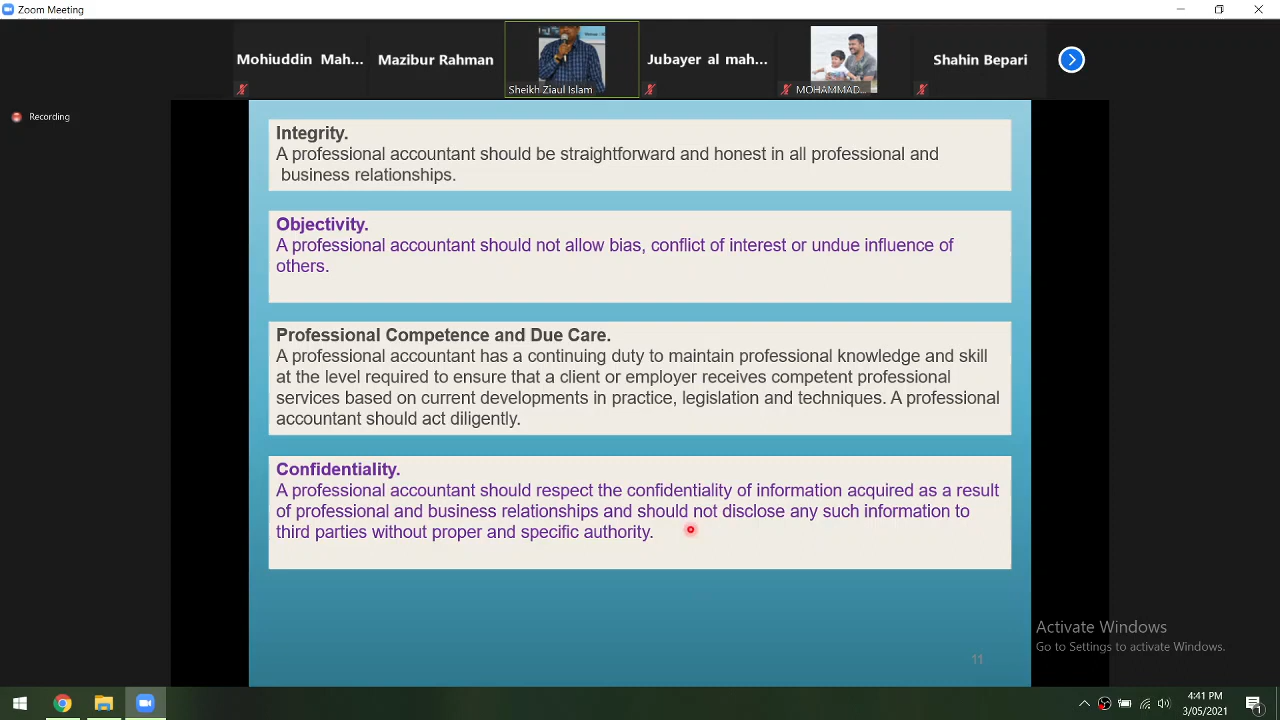 Zoom Meeting
Mohiuddin Mah...
Mazibur Rahman
Sheikh Ziaul Islam
Jubayer al mah...
MOHAMMAD...
Shahin Bepari
Recording
Integrity.
A professional accountant should be straightforward and honest in all professional and
business relationships.
Objectivity.
A professional accountant should not allow bias, conflict of interest or undue influence of
others.
Professional Competence and Due Care.
A professional accountant has a continuing duty to maintain professional knowledge and skill
at the level required to ensure that a client or employer receives competent professional
services based on current developments in practice, legislation and techniques. A professional
accountant should act diligently.
Confidentiality.
A professional accountant should respect the confidentiality of information acquired as a result
of professional and business relationships and should not disclose any such information to
third parties without proper and specific authority.
11
Activate Windows
Go to Settings to activate Windows.
4:41 PM
3/05/2021